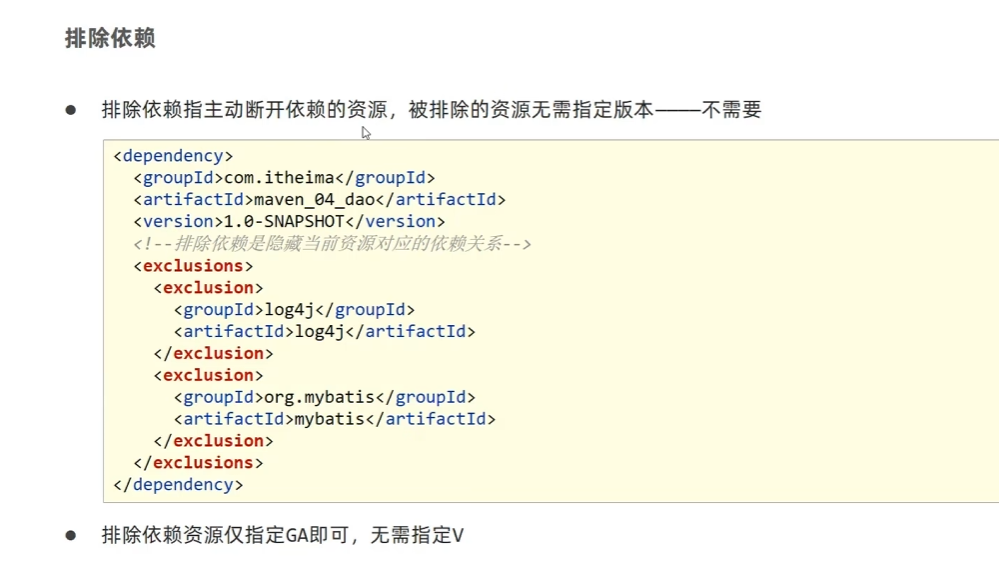 排除依赖
● 排除依赖指主动断开依赖的资源，被排除的资源无需指定版本————不需要
<dependency>
<groupId>com.itheima</groupId>
<artifactId>maven_04_dao</artifactId>
<version>1.0-SNAPSHOT</version>
<!--排除依赖是隐藏当前资源对应的依赖关系-->
<exclusions>
<exclusion>
<groupId>log4j</groupId>
<artifactId>log4j</artifactId>
</exclusion>
<exclusion>
<groupId>org.mybatis</groupId>
<artifactId>mybatis</artifactId>
</exclusion>
</exclusions>
</dependency>
● 排除依赖资源仅指定GA即可，无需指定V